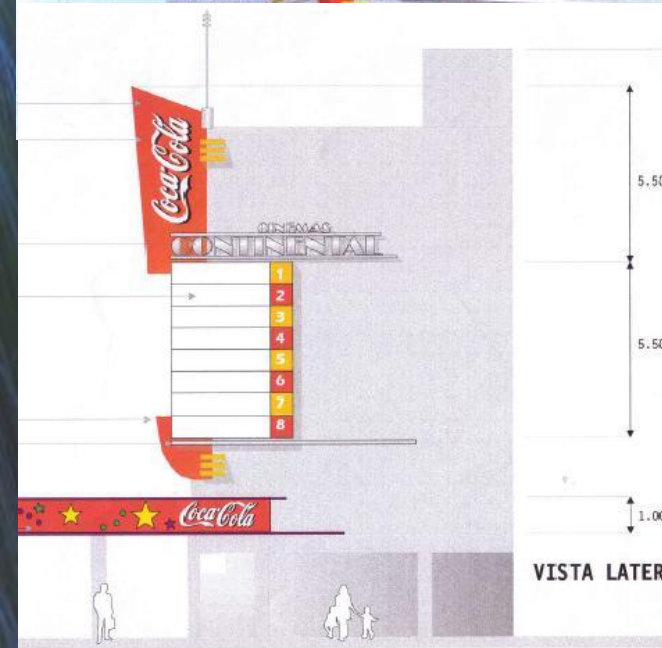 Coca-Cola
CINEMAS
CONTINENTAL
1
2
3
4
5
6
7
8
Coca-Cola
5.50
5.50
1.00
VISTA LATER